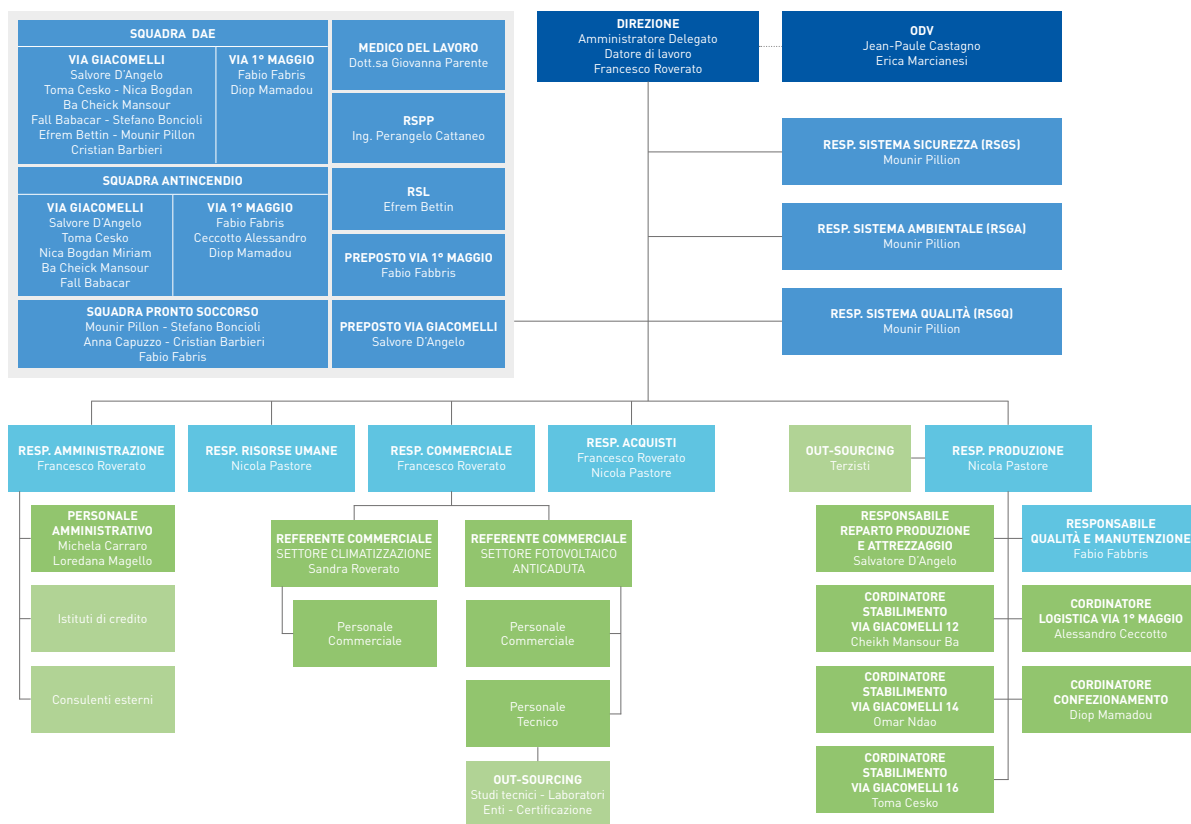 SQUADRA DAE
VIA GIACOMELLI
Salvore D'Angelo
Toma Cesko - Nica Bogdan
Ba Cheick Mansour
Fall Babacar - Stefano Boncioli
Efrem Bettin - Mounir Pillon
Cristian Barbieri
VIA 1° MAGGIO
Fabio Fabris
Diop Mamadou
SQUADRA ANTINCENDIO
VIA GIACOMELLI
Salvore D'Angelo
Toma Cesko
Nica Bogdan Miriam
Ba Cheick Mansour
Fall Babacar
VIA 1° MAGGIO
Fabio Fabris
Ceccotto Alessandro
Diop Mamadou
SQUADRA PRONTO SOCCORSO
Mounir Pillon - Stefano Boncioli
Anna Capuzzo - Cristian Barbieri
Fabio Fabris
MEDICO DEL LAVORO
Dott.sa Giovanna Parente
RSPP
Ing. Perangelo Cattaneo
RSL
Efrem Bettin
PREPOSTO VIA 1° MAGGIO
Fabio Fabbris
PREPOSTO VIA GIACOMELLI
Salvore D'Angelo
DIREZIONE
Amministratore Delegato
Datore di lavoro
Francesco Roverato
ODV
Jean-Paule Castagno
Erica Marcianesi
RESP. SISTEMA SICUREZZA (RSGS)
Mounir Pillion
RESP. SISTEMA AMBIENTALE (RSGA)
Mounir Pillion
RESP. SISTEMA QUALITÀ (RSGQ)
Mounir Pillion
RESP. AMMINISTRAZIONE
Francesco Roverato
RESP. RISORSE UMANE
Nicola Pastore
RESP. COMMERCIALE
Francesco Roverato
RESP. ACQUISTI
Francesco Roverato
Nicola Pastore
OUT-SOURCING
Terzisti
RESP. PRODUZIONE
Nicola Pastore
PERSONALE
AMMINISTRATIVO
Michela Carraro
Loredana Magello
Istituti di credito
Consulenti esterni
REFERENTE COMMERCIALE
SETTORE CLIMATIZZAZIONE
Sandra Roverato
Personale
Commerciale
REFERENTE COMMERCIALE
SETTORE FOTOVOLTAICO
ANTICADUTA
Personale
Commerciale
Personale
Tecnico
OUT-SOURCING
Studi tecnici - Laboratori
Enti - Certificazione
RESPONSABILE
REPARTO PRODUZIONE
E ATTREZZAGGIO
Salvatore D'Angelo
CORDINATORE
STABILIMENTO
VIA GIACOMELLI 12
Cheikh Mansour Ba
CORDINATORE
STABILIMENTO
VIA GIACOMELLI 14
Omar Ndao
CORDINATORE
STABILIMENTO
VIA GIACOMELLI 16
Toma Cesko
RESPONSABILE
QUALITÀ E MANUTENZIONE
Fabio Fabbris
CORDINATORE
LOGISTICA VIA 1° MAGGIO
Alessandro Ceccotto
CORDINATORE
CONFEZIONAMENTO
Diop Mamadou